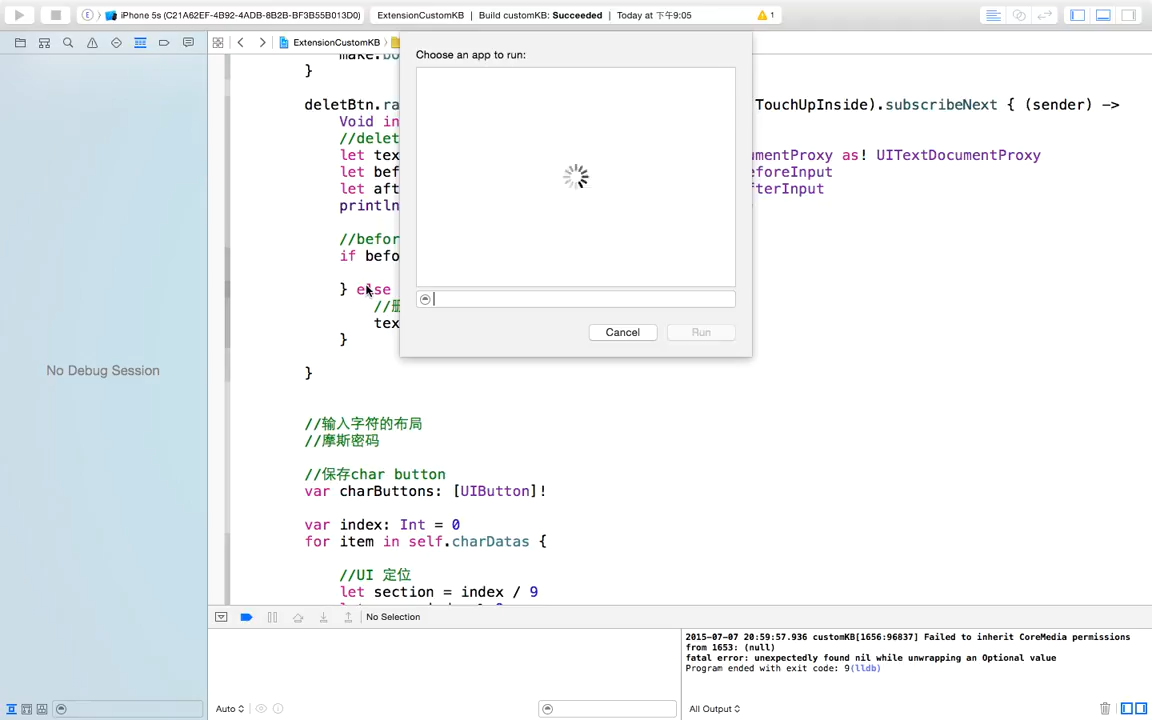 iPhone 5s (C21A62EF-4B92-4ADB-8B2B-BF3B55B013D0)
ExtensionCustomKB | Build customKB: Succeeded | Today at 下午9:05
1
ExtensionCustomKB
Choose an app to run:
Cancel
Run
No Debug Session
}
deletBtn.ra
TouchUpInside).subscribeNext { (sender) ->
Void in
//delet
let tex
umentProxy as! UITextDocumentProxy
let bef
eforeInput
let aft
fterInput
println
//befor
if befo
} else
tex
}
}
//输入字符的布局
//摩斯密码
//保存char button
var charButtons: [UIButton]!
var index: Int = 0
for item in self.charDatas {
//UI 定位
let section = index / 9
No Selection
2015-07-07 20:59:57.936 customKB[1656:96837] Failed to inherit CoreMedia permissions
from 1653: (null)
fatal error: unexpectedly found nil while unwrapping an Optional value
Program ended with exit code: 9(lldb)
Auto
All Output